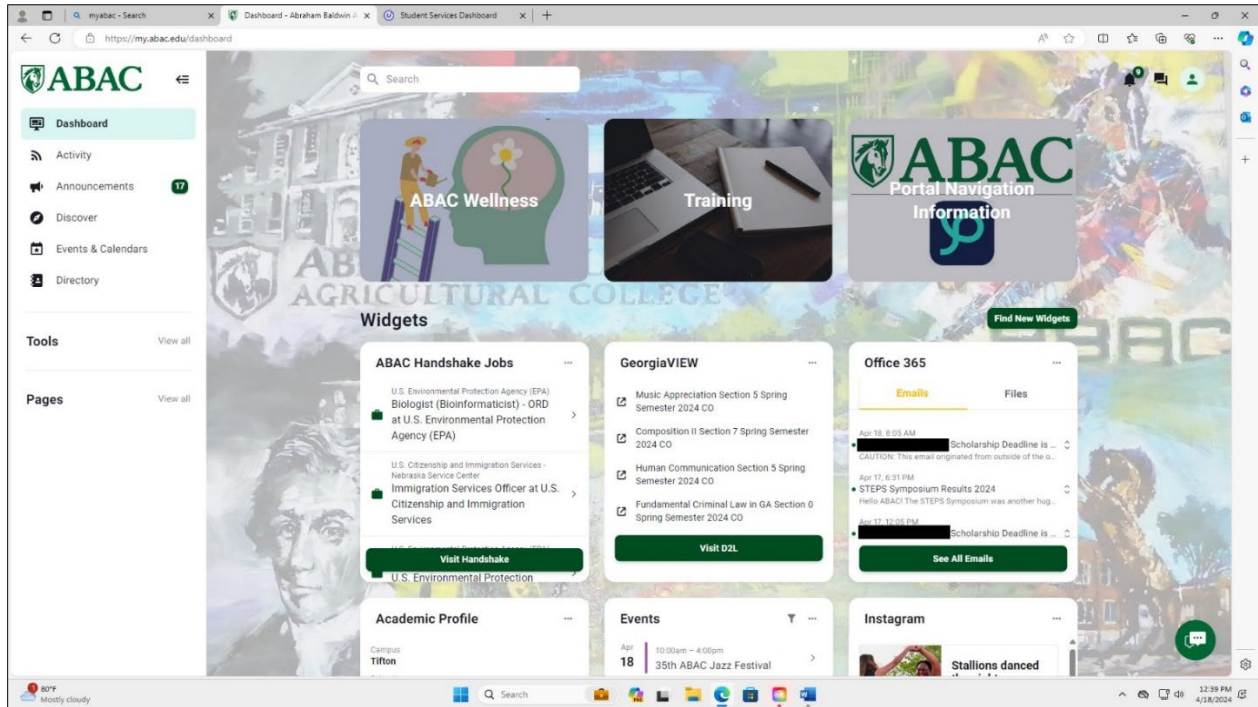 myabac - Search
Dashboard - Abraham Baldwin A
Student Services Dashboard
https://my.abac.edu/dashboard
ABAC
Search
9
Dashboard
Activity
Announcements 17
Discover
Events & Calendars
Directory
Tools View all
Pages View all
ABAC Wellness
Training
ABAC
Portal Navigation
Information
AGRICULTURAL COLLEGE
ABAC
Widgets
Find New Widgets
ABAC Handshake Jobs
U.S. Environmental Protection Agency (EPA)
Biologist (Bioinformaticist) - ORD
at U.S. Environmental Protection
Agency (EPA)
U.S. Citizenship and Immigration Services -
Nebraska Service Center
Immigration Services Officer at U.S.
Citizenship and Immigration
Services
U.S. Environmental Protection Agency (EPA)
Visit Handshake
U.S. Environmental Protection
GeorgiaVIEW
Music Appreciation Section 5 Spring
Semester 2024 CO
Composition II Section 7 Spring Semester
2024 CO
Human Communication Section 5 Spring
Semester 2024 CO
Fundamental Criminal Law in GA Section 0
Spring Semester 2024 CO
Visit D2L
Office 365
Emails Files
Apr 18, 8:05 AM
Scholarship Deadline is ...
CAUTION: This email originated from outside of the o...
Apr 17, 6:31 PM
STEPS Symposium Results 2024
Hello ABAC! The STEPS Symposium was another hug...
Apr 17, 12:05 PM
Scholarship Deadline is ...
See All Emails
Academic Profile
Campus
Tifton
Events
Apr
18
10:00am – 4:00pm
35th ABAC Jazz Festival
Instagram
Stallions danced
80°F
Mostly cloudy
Search
12:39 PM
4/18/2024